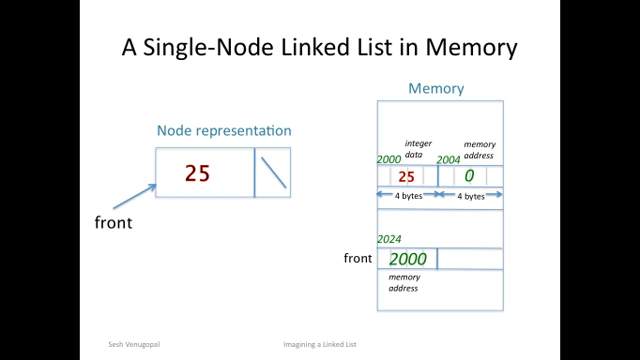 A Single-Node Linked List in Memory
Memory
Node representation
integer
data
memory
address
2000
2004
25
25
0
4 bytes
4 bytes
front
2024
front
2000
memory
address
Sesh Venugopal
Imagining a Linked List